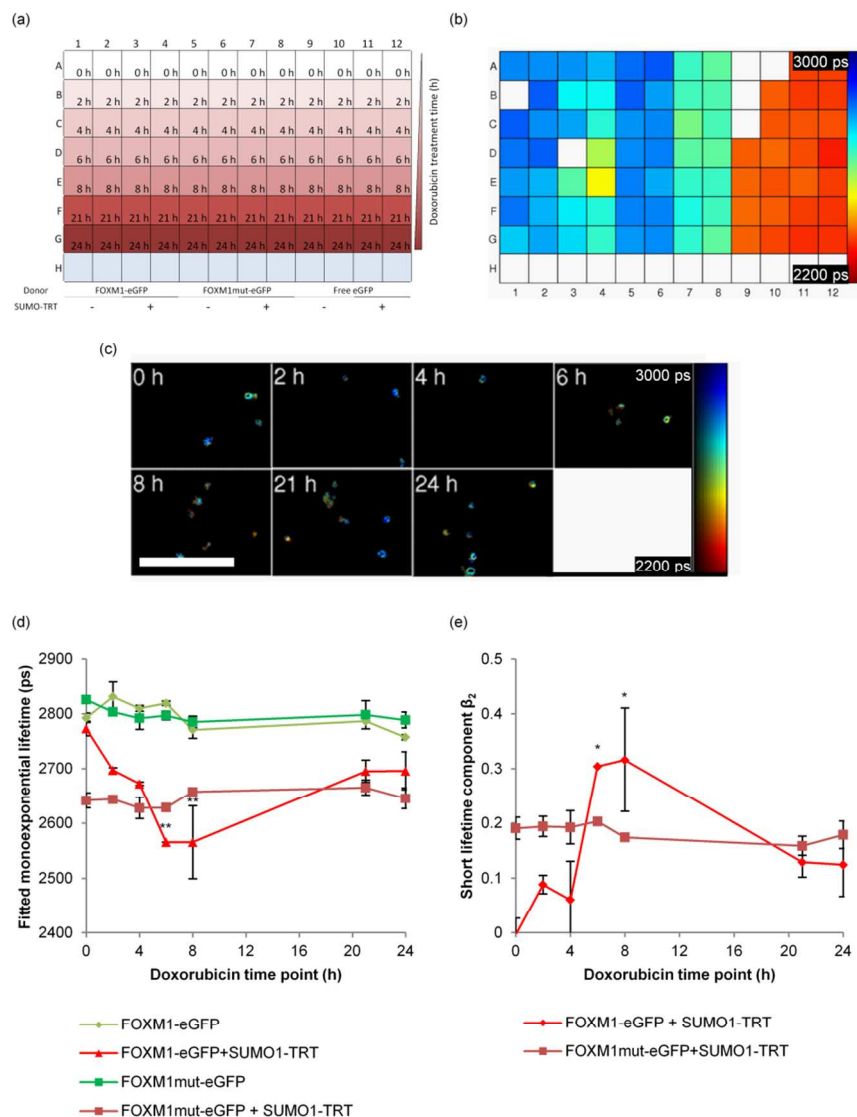 (a)
1 2 3 4 5 6 7 8 9 10 11 12
A 0 h 0 h 0 h 0 h 0 h 0 h 0 h 0 h 0 h 0 h 0 h 0 h
B 2 h 2 h 2 h 2 h 2 h 2 h 2 h 2 h 2 h 2 h 2 h 2 h
C 4 h 4 h 4 h 4 h 4 h 4 h 4 h 4 h 4 h 4 h 4 h 4 h
D 6 h 6 h 6 h 6 h 6 h 6 h 6 h 6 h 6 h 6 h 6 h 6 h
E 8 h 8 h 8 h 8 h 8 h 8 h 8 h 8 h 8 h 8 h 8 h 8 h
F 21 h 21 h 21 h 21 h 21 h 21 h 21 h 21 h 21 h 21 h 21 h 21 h
G 24 h 24 h 24 h 24 h 24 h 24 h 24 h 24 h 24 h 24 h 24 h 24 h
H
Doxorubicin treatment time (h)
Donor FOXM1-eGFP FOXM1mut-eGFP Free eGFP
SUMO-TRT - + - + - +
(b)
3000 ps
A
B
C
D
E
F
G
H
2200 ps
1 2 3 4 5 6 7 8 9 10 11 12
(c)
0 h 2 h 4 h 6 h 3000 ps
8 h 21 h 24 h
2200 ps
(d)
Fitted monoexponential lifetime (ps)
2900
2800
2700
2600
2500
2400
** **
0 4 8 12 16 20 24
Doxorubicin time point (h)
FOXM1-eGFP
FOXM1-eGFP+SUMO1-TRT
FOXM1mut-eGFP
FOXM1mut-eGFP + SUMO1-TRT
(e)
Short lifetime component β2
0.5
0.4
0.3
0.2
0.1
0
* *
0 4 8 12 16 20 24
Doxorubicin time point (h)
FOXM1-eGFP + SUMO1-TRT
FOXM1mut-eGFP+SUMO1-TRT